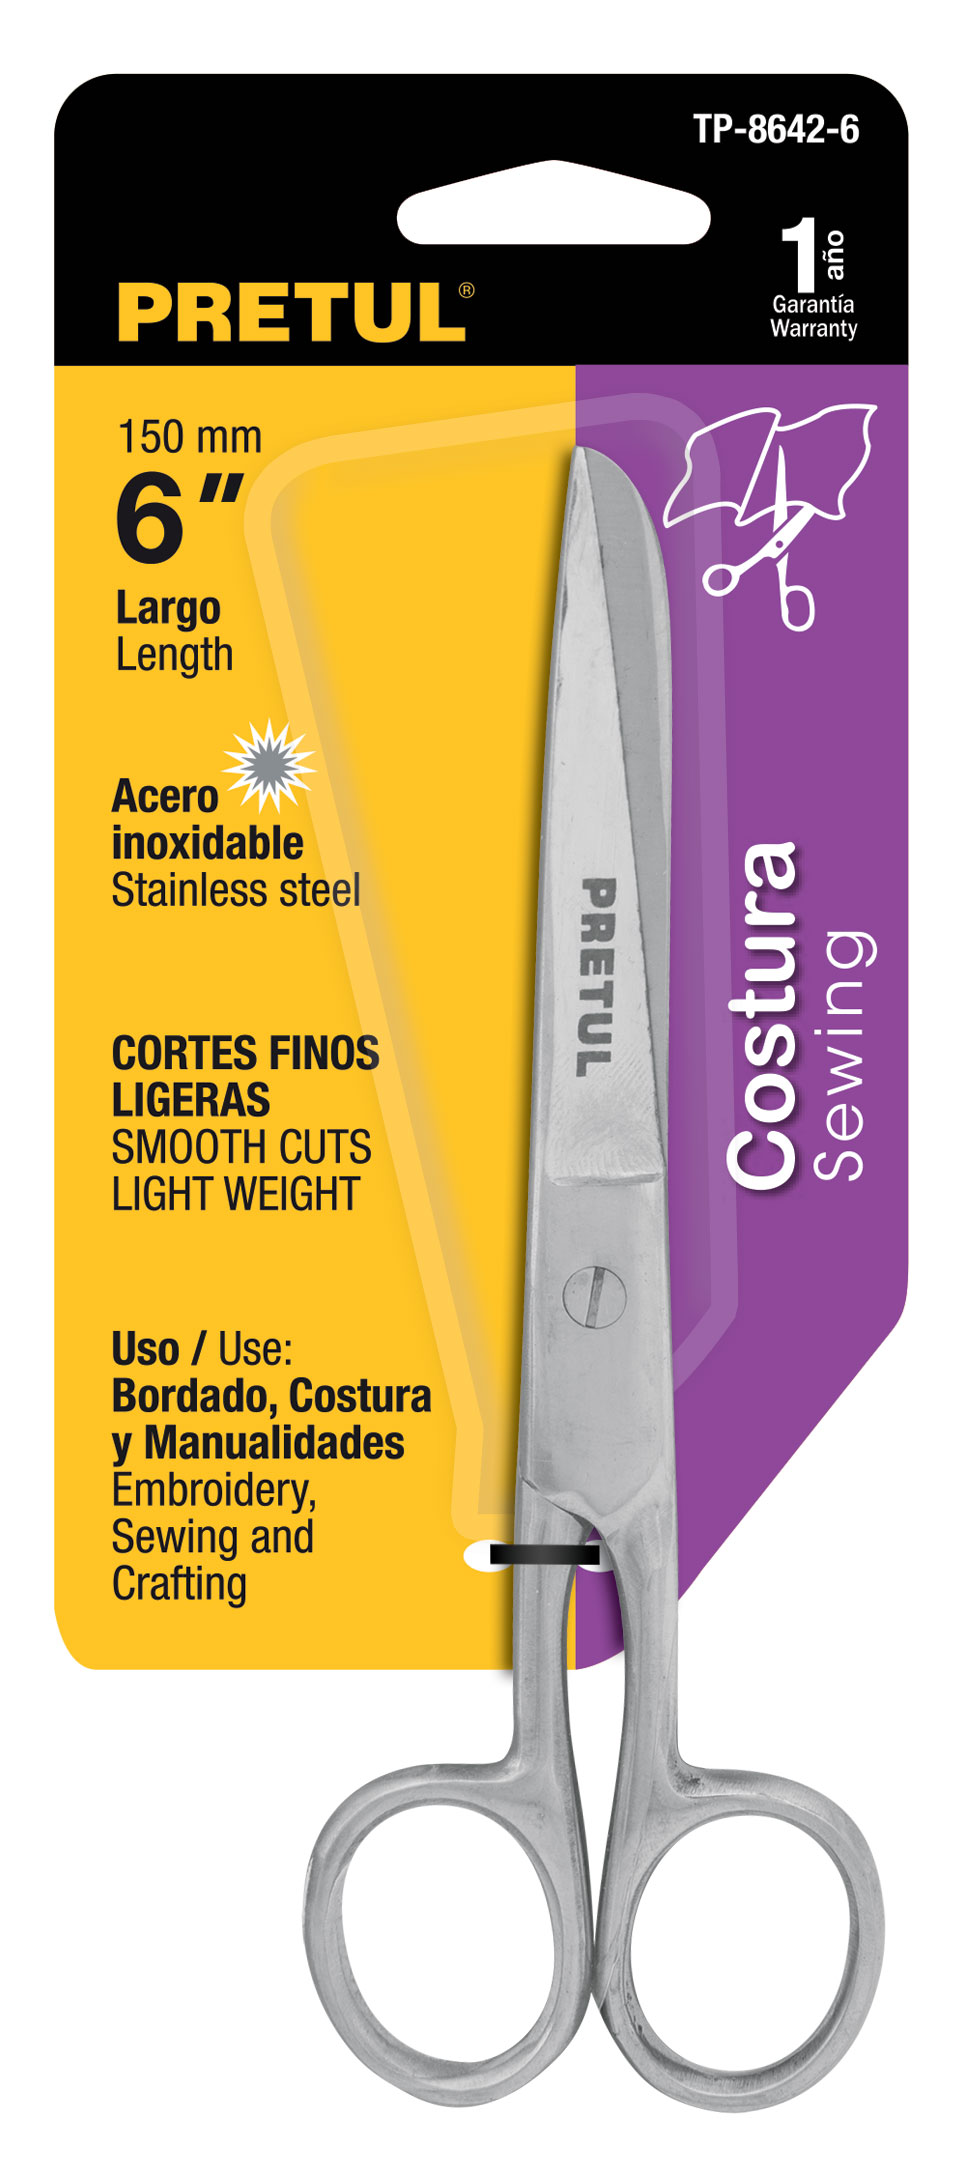 TP-8642-6
1 año
Garantía
Warranty
PRETUL®
150 mm
6"
Largo
Length
Acero
inoxidable
Stainless steel
CORTES FINOS
LIGERAS
SMOOTH CUTS
LIGHT WEIGHT
Uso / Use:
Bordado, Costura
y Manualidades
Embroidery,
Sewing and
Crafting
PRETUL
Costura
Sewing